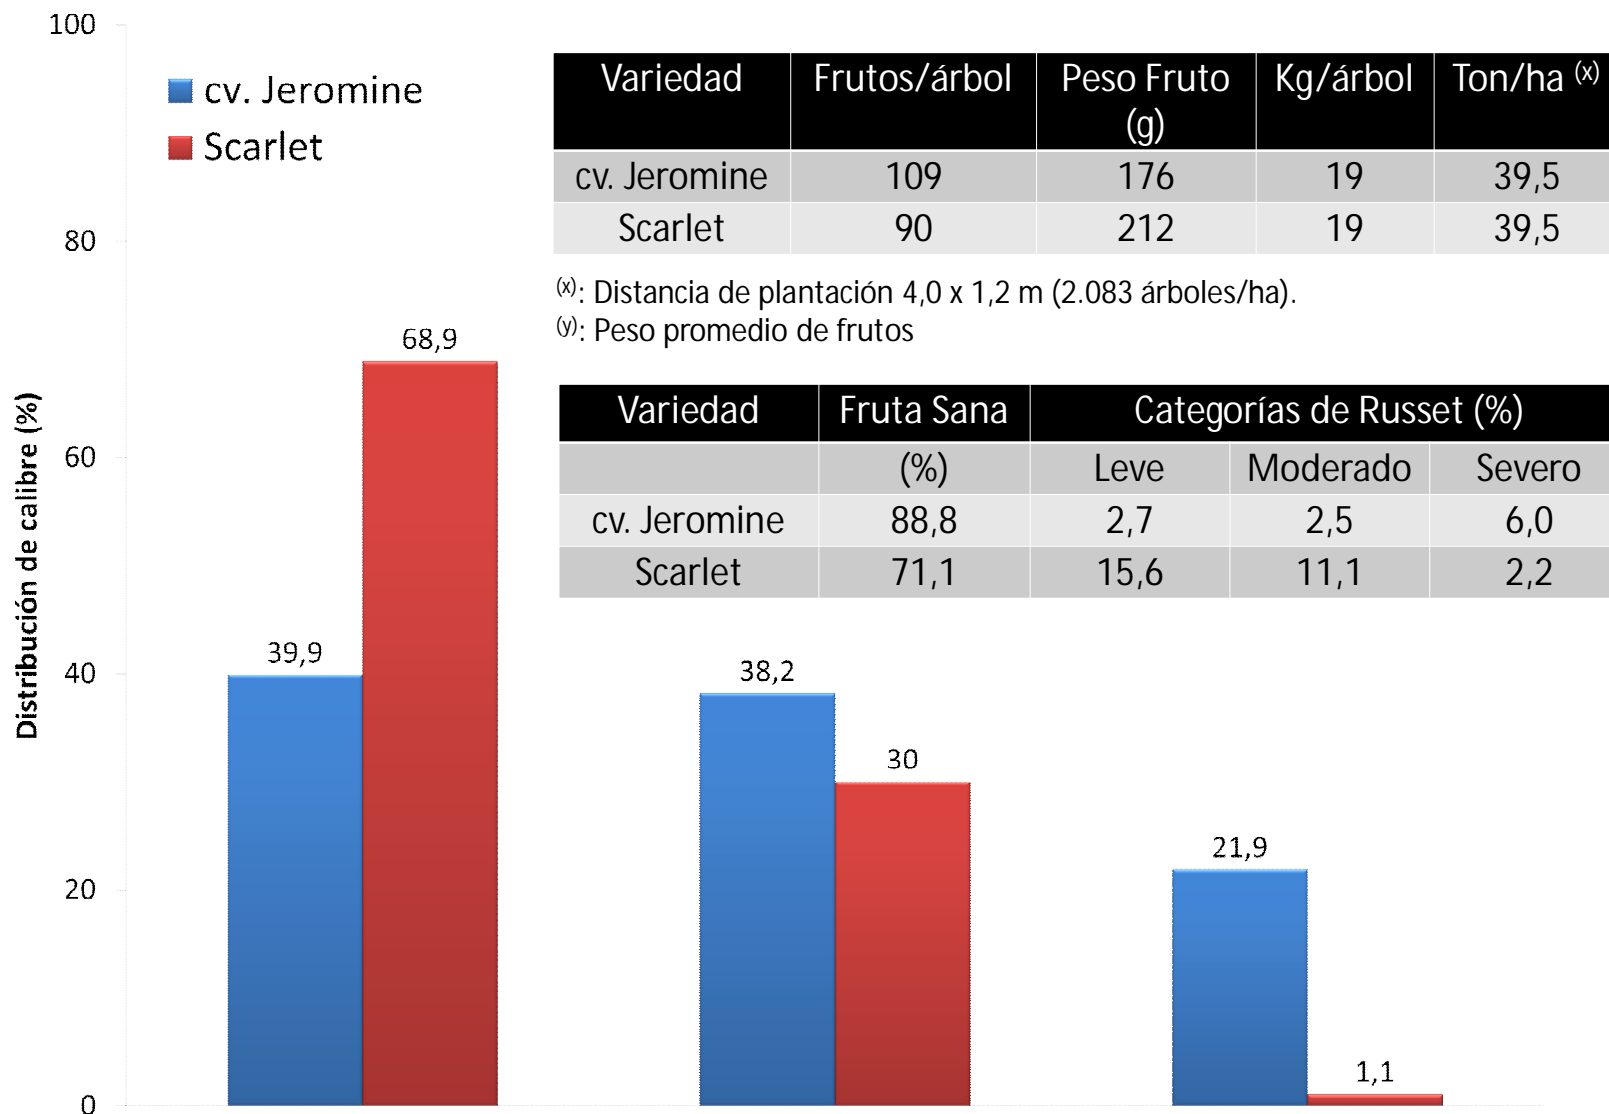 100
80
60
40
20
0
Distribución de calibre (%)
cv. Jeromine
Scarlet
68,9
39,9
38,2
30
21,9
1,1
Variedad Frutos/árbol Peso Fruto (g) Kg/árbol Ton/ha (x)
cv. Jeromine 109 176 19 39,5
Scarlet 90 212 19 39,5
(x): Distancia de plantación 4,0 x 1,2 m (2.083 árboles/ha).
(y): Peso promedio de frutos
Variedad Fruta Sana Categorías de Russet (%)
(%) Leve Moderado Severo
cv. Jeromine 88,8 2,7 2,5 6,0
Scarlet 71,1 15,6 11,1 2,2